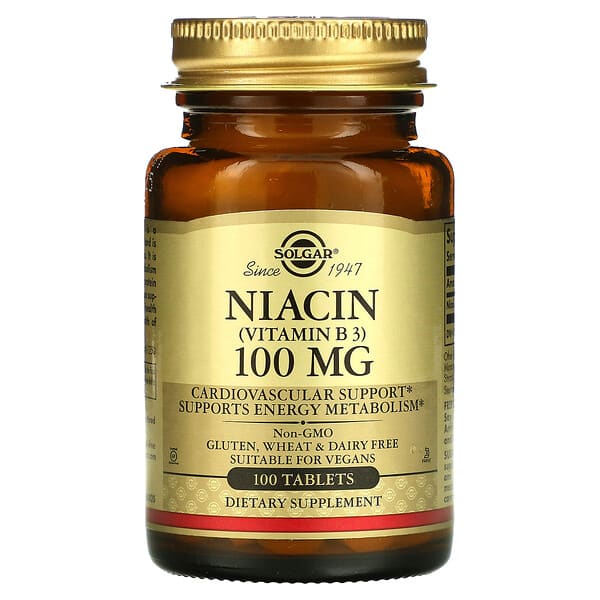 SOLGAR®
Since 1947
NIACIN
(VITAMIN B 3)
100 MG
CARDIOVASCULAR SUPPORT*
SUPPORTS ENERGY METABOLISM*
Non-GMO
GLUTEN, WHEAT & DAIRY FREE
SUITABLE FOR VEGANS
100 TABLETS
DIETARY SUPPLEMENT